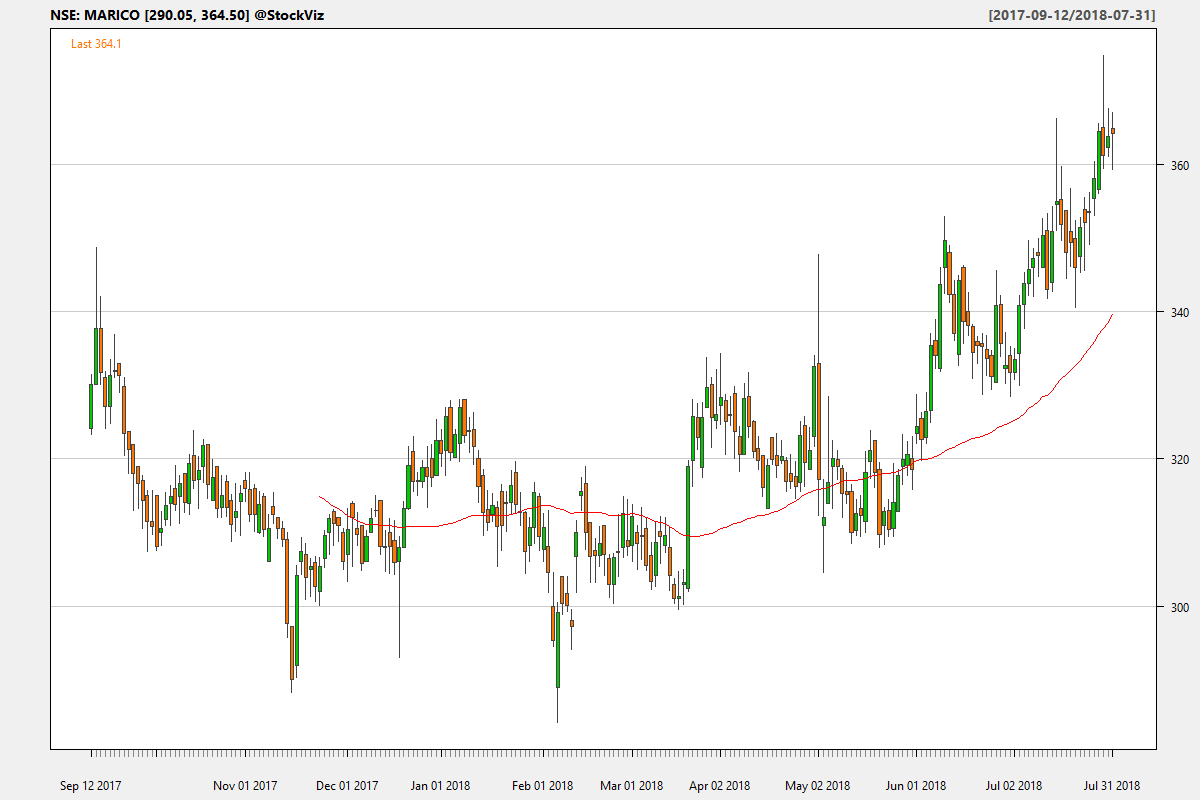 NSE: MARICO [290.05, 364.50] @StockViz [2017-09-12/2018-07-31]
Last 364.1
360
340
320
300
Sep 12 2017 Nov 01 2017 Dec 01 2017 Jan 01 2018 Feb 01 2018 Mar 01 2018 Apr 02 2018 May 02 2018 Jun 01 2018 Jul 02 2018 Jul 31 2018